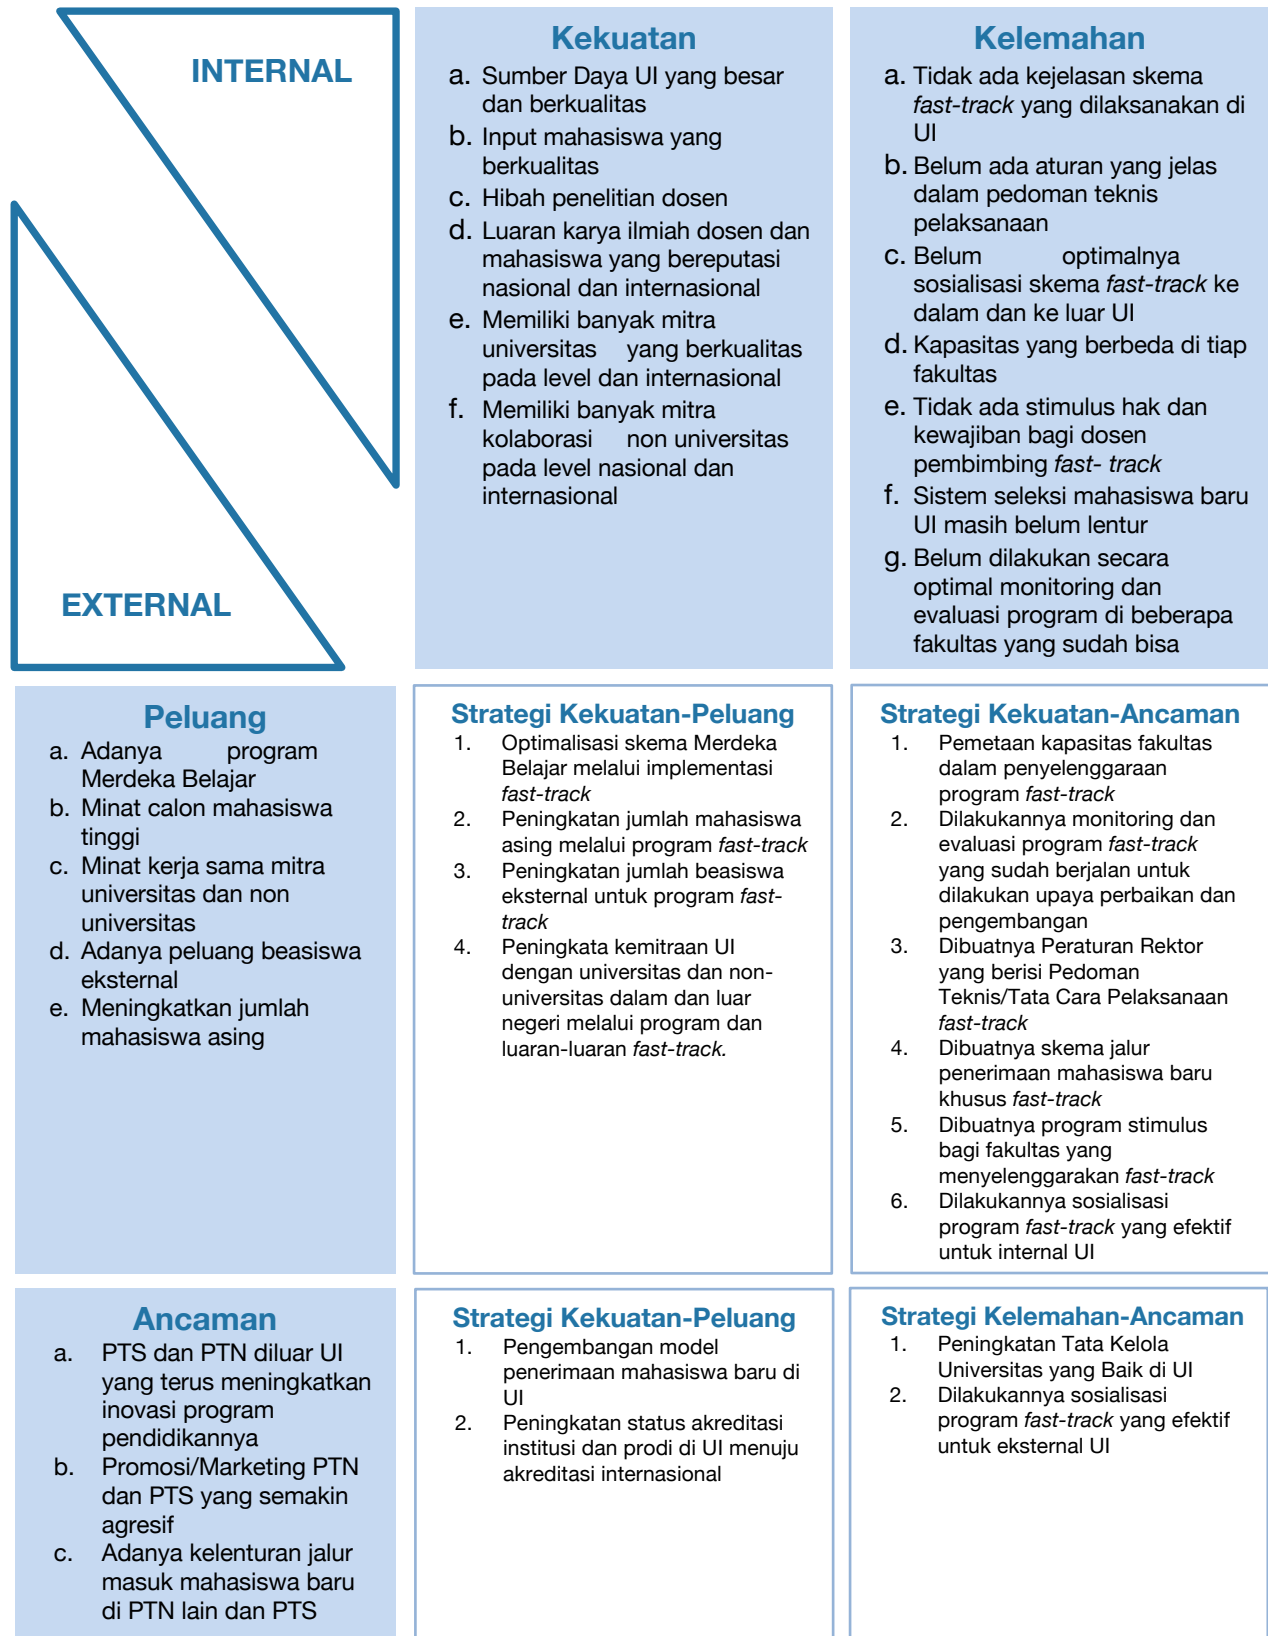 INTERNAL
EXTERNAL
Kekuatan
a. Sumber Daya UI yang besar
dan berkualitas
b. Input mahasiswa yang
berkualitas
c. Hibah penelitian dosen
d. Luaran karya ilmiah dosen dan
mahasiswa yang bereputasi
nasional dan internasional
e. Memiliki banyak mitra
universitas yang berkualitas
pada level dan internasional
f. Memiliki banyak mitra
kolaborasi non universitas
pada level nasional dan
internasional
Kelemahan
a. Tidak ada kejelasan skema
fast-track yang dilaksanakan di
UI
b. Belum ada aturan yang jelas
dalam pedoman teknis
pelaksanaan
c. Belum optimalnya
sosialisasi skema fast-track ke
dalam dan ke luar UI
d. Kapasitas yang berbeda di tiap
fakultas
e. Tidak ada stimulus hak dan
kewajiban bagi dosen
pembimbing fast- track
f. Sistem seleksi mahasiswa baru
UI masih belum lentur
g. Belum dilakukan secara
optimal monitoring dan
evaluasi program di beberapa
fakultas yang sudah bisa
Peluang
a. Adanya program
Merdeka Belajar
b. Minat calon mahasiswa
tinggi
c. Minat kerja sama mitra
universitas dan non
universitas
d. Adanya peluang beasiswa
eksternal
e. Meningkatkan jumlah
mahasiswa asing
Strategi Kekuatan-Peluang
1. Optimalisasi skema Merdeka
Belajar melalui implementasi
fast-track
2. Peningkatan jumlah mahasiswa
asing melalui program fast-track
3. Peningkatan jumlah beasiswa
eksternal untuk program fast-
track
4. Peningkata kemitraan UI
dengan universitas dan non-
universitas dalam dan luar
negeri melalui program dan
luaran-luaran fast-track.
Strategi Kekuatan-Ancaman
1. Pemetaan kapasitas fakultas
dalam penyelenggaraan
program fast-track
2. Dilakukannya monitoring dan
evaluasi program fast-track
yang sudah berjalan untuk
dilakukan upaya perbaikan dan
pengembangan
3. Dibuatnya Peraturan Rektor
yang berisi Pedoman
Teknis/Tata Cara Pelaksanaan
fast-track
4. Dibuatnya skema jalur
penerimaan mahasiswa baru
khusus fast-track
5. Dibuatnya program stimulus
bagi fakultas yang
menyelenggarakan fast-track
6. Dilakukannya sosialisasi
program fast-track yang efektif
untuk internal UI
Ancaman
a. PTS dan PTN diluar UI
yang terus meningkatkan
inovasi program
pendidikannya
b. Promosi/Marketing PTN
dan PTS yang semakin
agresif
c. Adanya kelenturan jalur
masuk mahasiswa baru
di PTN lain dan PTS
Strategi Kekuatan-Peluang
1. Pengembangan model
penerimaan mahasiswa baru di
UI
2. Peningkatan status akreditasi
institusi dan prodi di UI menuju
akreditasi internasional
Strategi Kelemahan-Ancaman
1. Peningkatan Tata Kelola
Universitas yang Baik di UI
2. Dilakukannya sosialisasi
program fast-track yang efektif
untuk eksternal UI